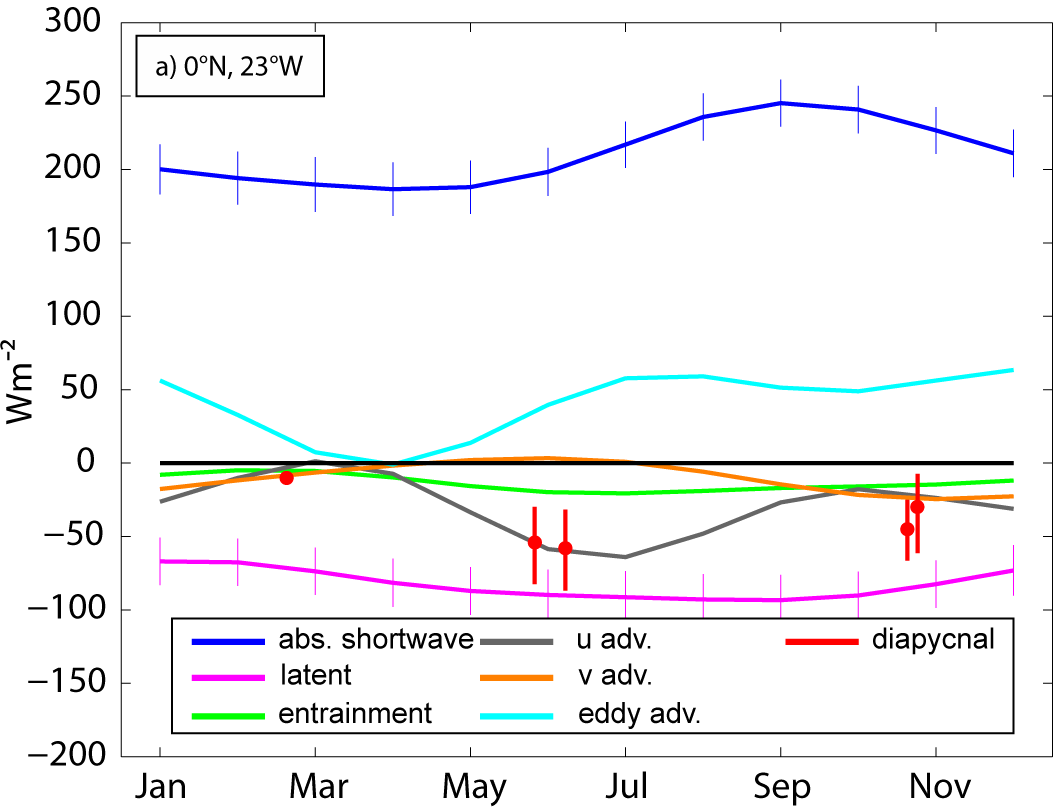 300
a) 0°N, 23°W
250
200
150
100
50
0
−50
−100
−150
−200
Wm⁻²
abs. shortwave
u adv.
diapycnal
latent
v adv.
entrainment
eddy adv.
Jan
Mar
May
Jul
Sep
Nov